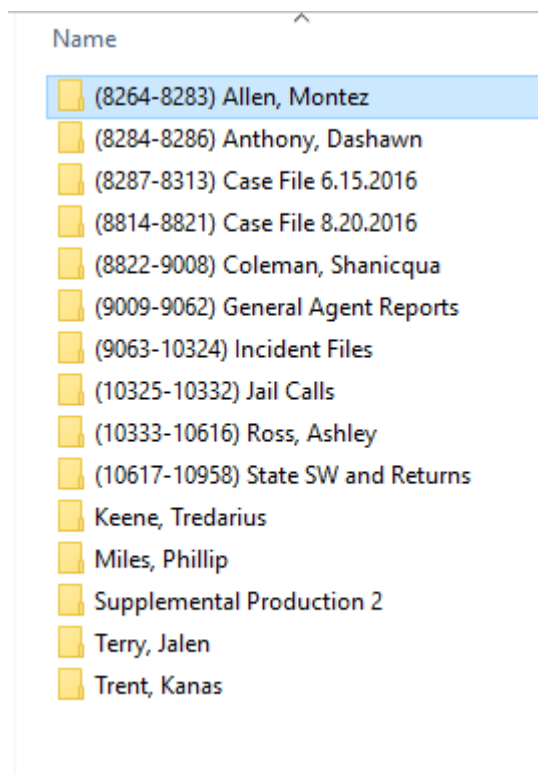 Name
(8264-8283) Allen, Montez
(8284-8286) Anthony, Dashawn
(8287-8313) Case File 6.15.2016
(8814-8821) Case File 8.20.2016
(8822-9008) Coleman, Shanicqua
(9009-9062) General Agent Reports
(9063-10324) Incident Files
(10325-10332) Jail Calls
(10333-10616) Ross, Ashley
(10617-10958) State SW and Returns
Keene, Tredarius
Miles, Phillip
Supplemental Production 2
Terry, Jalen
Trent, Kanas